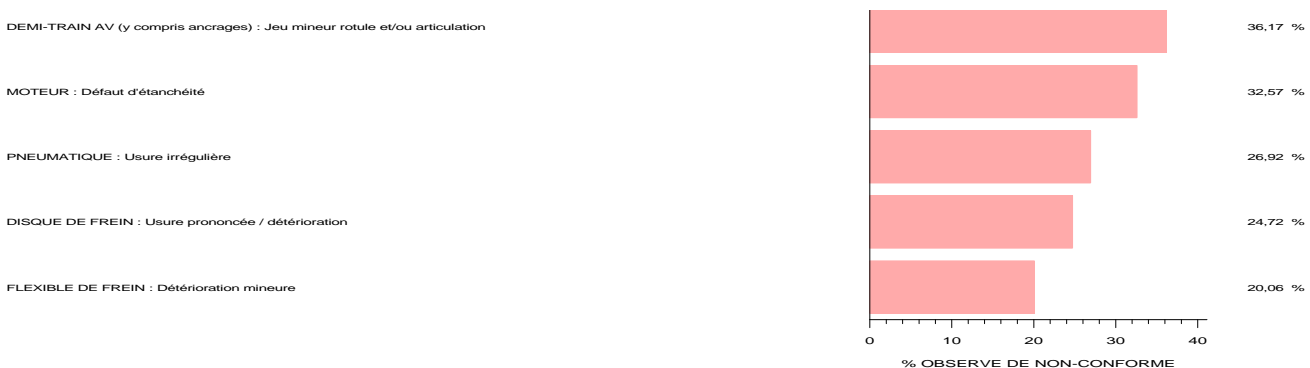 DEMI-TRAIN AV (y compris ancrages) : Jeu mineur rotule et/ou articulation 36,17 %
MOTEUR : Défaut d'étanchéité 32,57 %
PNEUMATIQUE : Usure irrégulière 26,92 %
DISQUE DE FREIN : Usure prononcée / détérioration 24,72 %
FLEXIBLE DE FREIN : Détérioration mineure 20,06 %
0 10 20 30 40
% OBSERVE DE NON-CONFORME